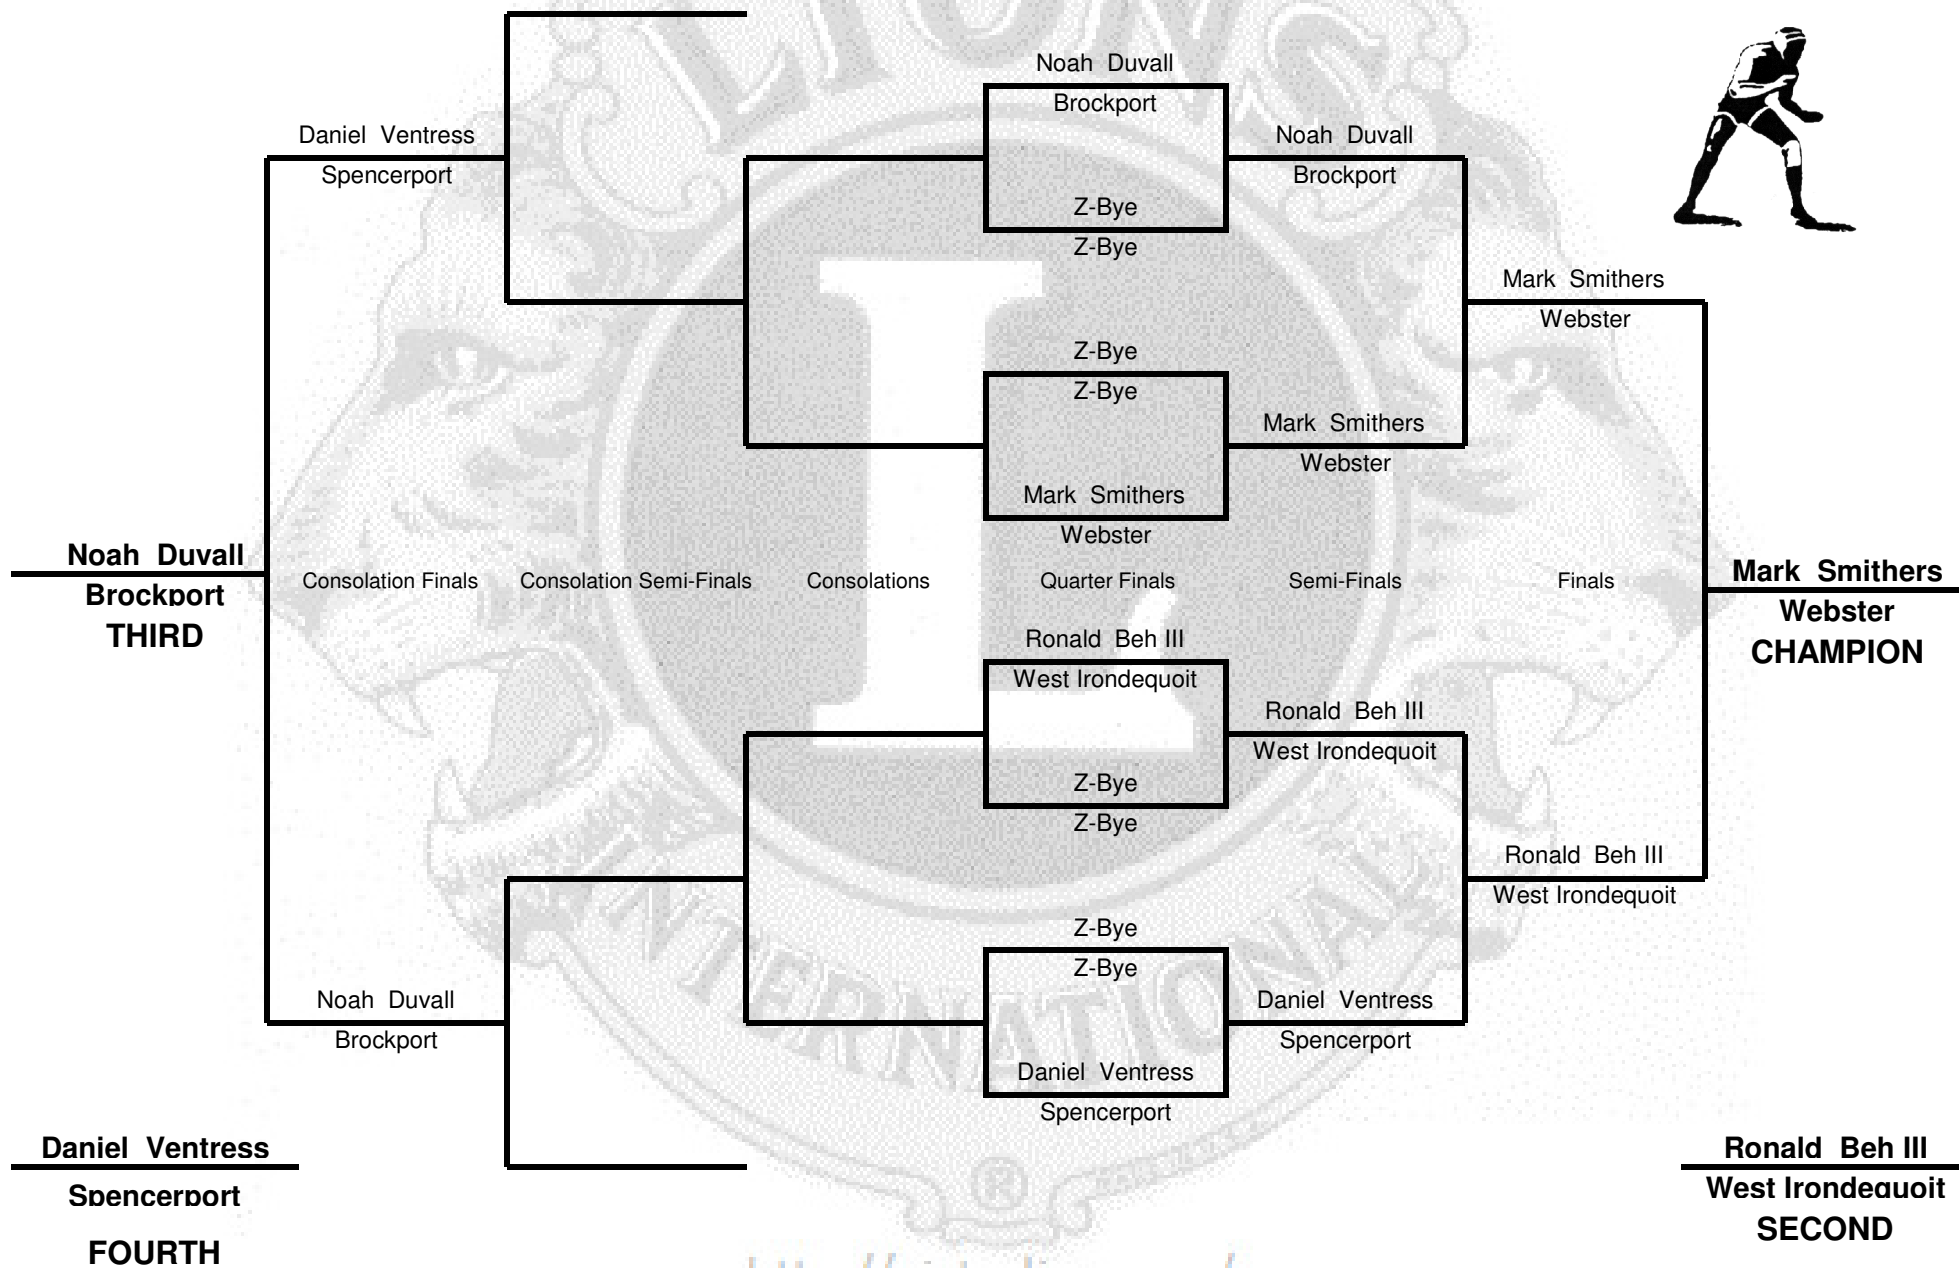 LIONS
Noah Duvall
Brockport
Daniel Ventress
Spencerport
Noah Duvall
Brockport
Z-Bye
Z-Bye
Mark Smithers
Webster
Z-Bye
Z-Bye
Mark Smithers
Webster
Mark Smithers
Webster
Noah Duvall
Brockport
THIRD
Consolation Finals
Consolation Semi-Finals
Consolations
Quarter Finals
Semi-Finals
Finals
Mark Smithers
Webster
CHAMPION
L
Ronald Beh III
West Irondequoit
Ronald Beh III
West Irondequoit
Z-Bye
Z-Bye
Ronald Beh III
West Irondequoit
Z-Bye
Z-Bye
Noah Duvall
Brockport
Daniel Ventress
Spencerport
Daniel Ventress
Spencerport
INTERNATIONAL
®
Daniel Ventress
Spencerport
FOURTH
Ronald Beh III
West Irondequoit
SECOND